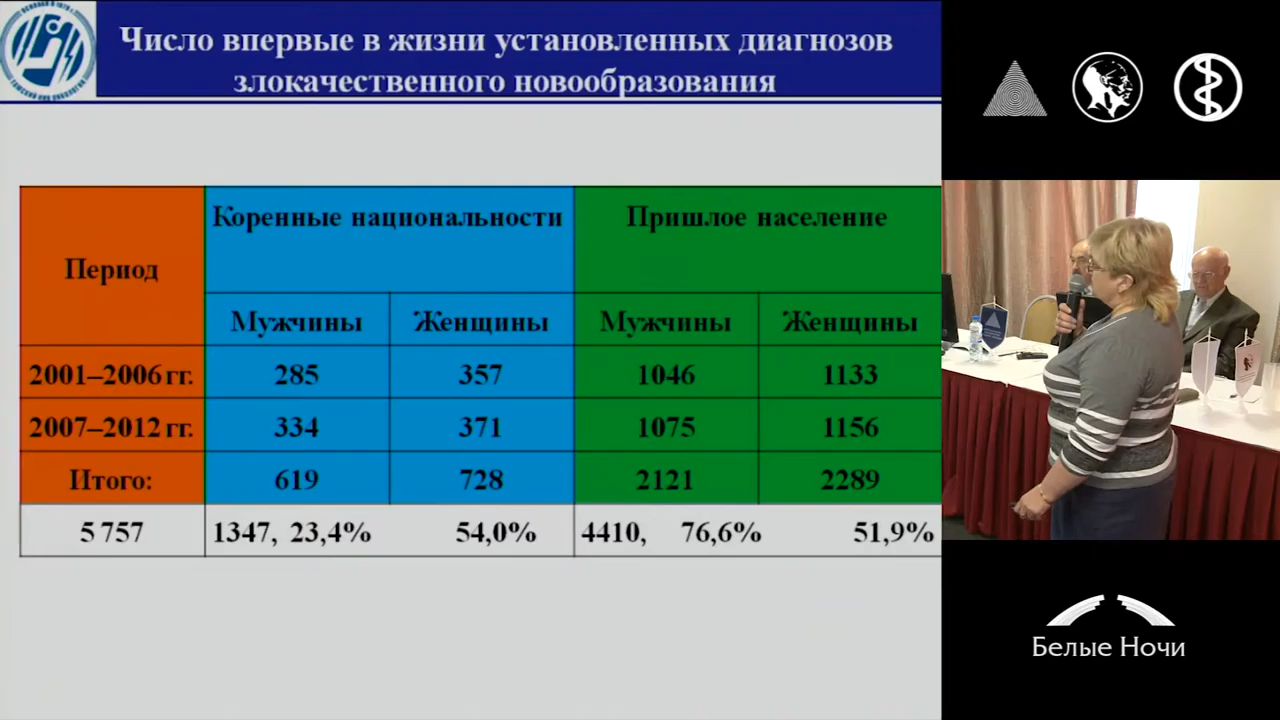 Число впервые в жизни установленных диагнозов
злокачественного новообразования
Период
Коренные национальности
Пришлое население
Мужчины
Женщины
Мужчины
Женщины
2001–2006 гг.
285
357
1046
1133
2007–2012 гг.
334
371
1075
1156
Итого:
619
728
2121
2289
5 757
1347, 23,4%
54,0%
4410, 76,6%
51,9%
Белые Ночи